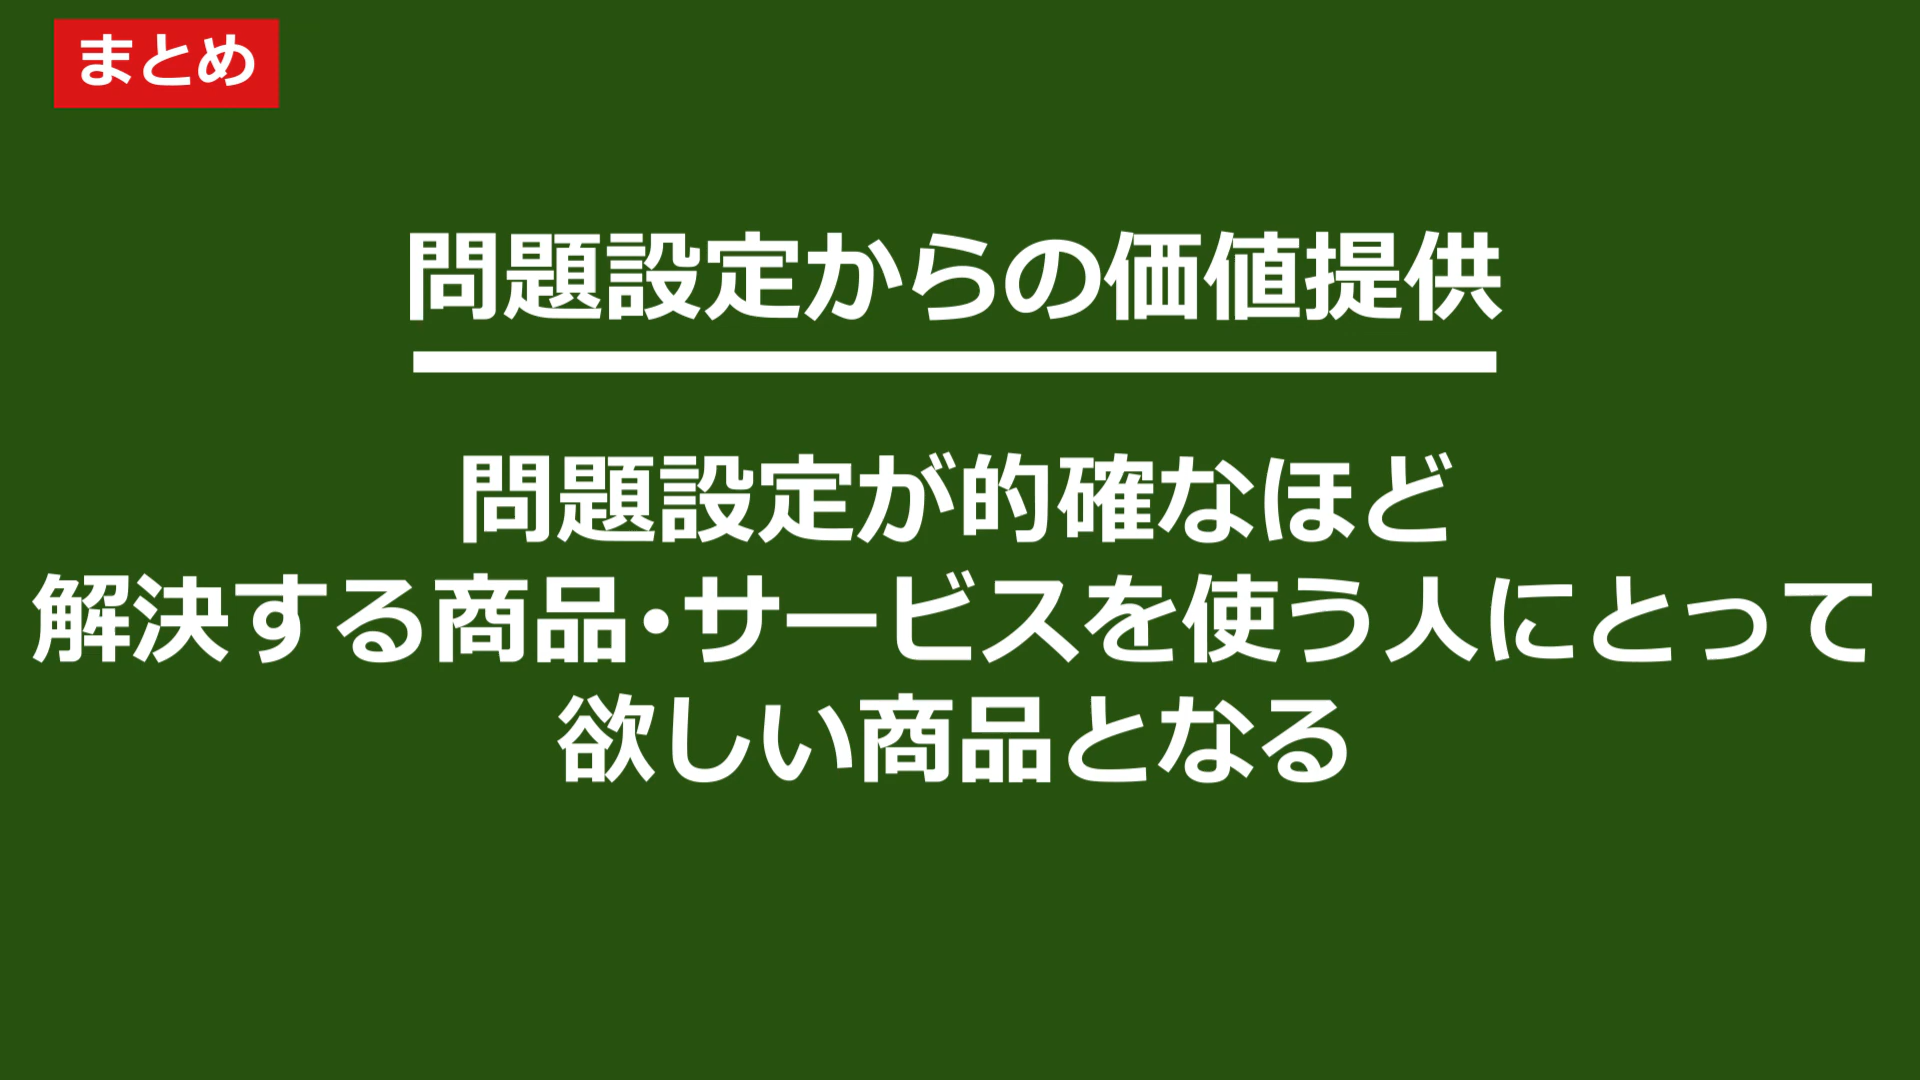 まとめ
問題設定からの価値提供
問題設定が的確なほど
解決する商品・サービスを使う人にとって
欲しい商品となる